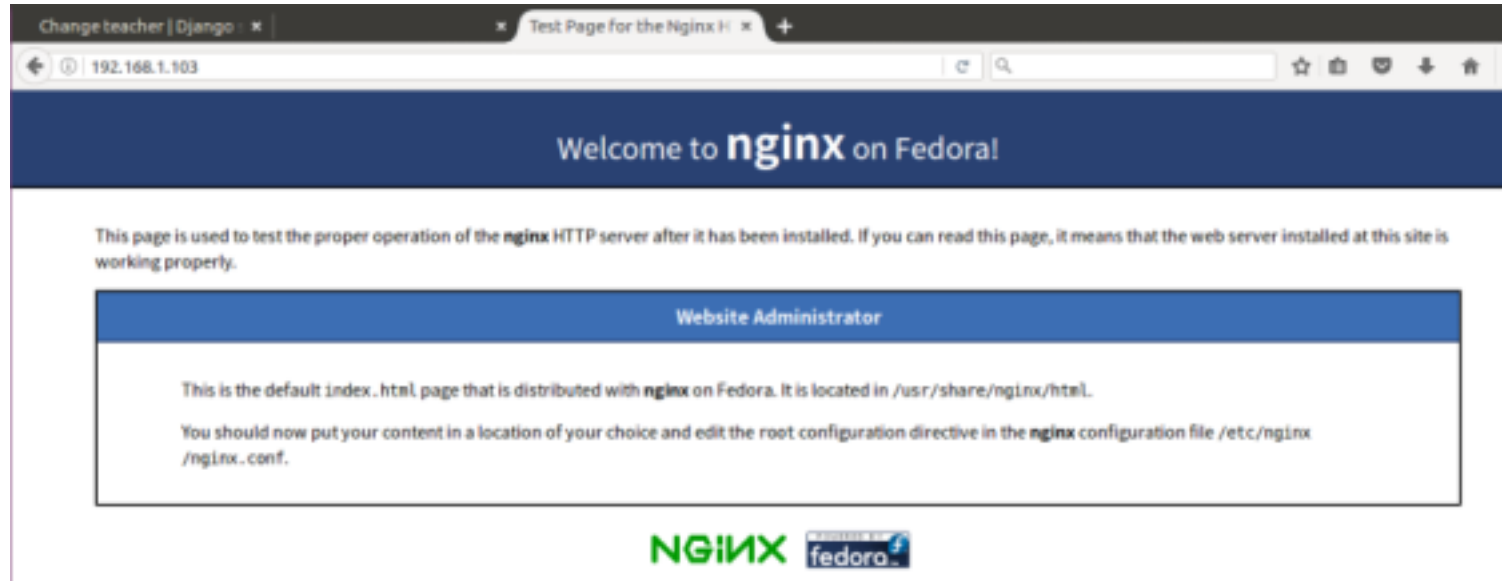 Change teacher | Django :
Test Page for the Nginx H
192.168.1.103
Welcome to nginx on Fedora!
This page is used to test the proper operation of the nginx HTTP server after it has been installed. If you can read this page, it means that the web server installed at this site is
working properly.
Website Administrator
This is the default index.html page that is distributed with nginx on Fedora. It is located in /usr/share/nginx/html.
You should now put your content in a location of your choice and edit the root configuration directive in the nginx configuration file /etc/nginx
/nginx.conf.
NGiNX
POWERED BY
fedora